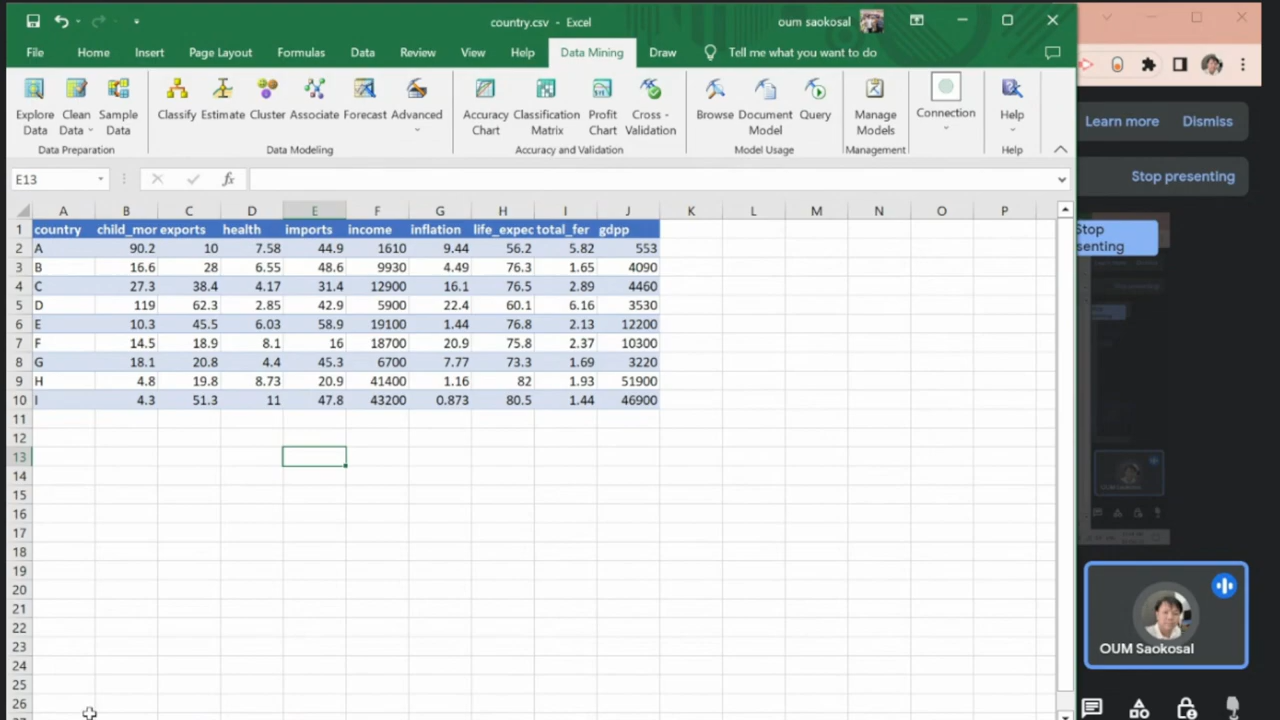 country.csv - Excel
oum saokosal
File Home Insert Page Layout Formulas Data Review View Help Data Mining Draw Tell me what you want to do
Explore Data
Clean Data
Sample Data
Classify Estimate Cluster Associate Forecast Advanced
Accuracy Chart
Classification Matrix
Profit Chart
Cross - Validation
Browse
Document Model
Query
Manage Models
Connection
Help
Data Preparation
Data Modeling
Accuracy and Validation
Model Usage
Management
Help
E13
fx
A B C D E F G H I J K L M N O P
1 country child_mor exports health imports income inflation life_expec total_fer gdpp
2 A 90.2 10 7.58 44.9 1610 9.44 56.2 5.82 553
3 B 16.6 28 6.55 48.6 9930 4.49 76.3 1.65 4090
4 C 27.3 38.4 4.17 31.4 12900 16.1 76.5 2.89 4460
5 D 119 62.3 2.85 42.9 5900 22.4 60.1 6.16 3530
6 E 10.3 45.5 6.03 58.9 19100 1.44 76.8 2.13 12200
7 F 14.5 18.9 8.1 16 18700 20.9 75.8 2.37 10300
8 G 18.1 20.8 4.4 45.3 6700 7.77 73.3 1.69 3220
9 H 4.8 19.8 8.73 20.9 41400 1.16 82 1.93 51900
10 I 4.3 51.3 11 47.8 43200 0.873 80.5 1.44 46900
11
12
13
14
15
16
17
18
19
20
21
22
23
24
25
26
Learn more Dismiss
Stop presenting
Stop
senting
OUM Saokosal